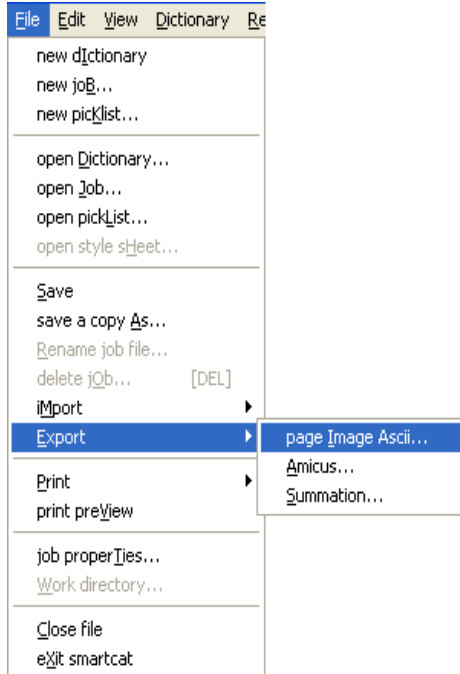 File Edit View Dictionary Re
new dIctionary
new joB...
new picKlist...
open Dictionary...
open Job...
open pickList...
open style sHeet...
Save
save a copy As...
Rename job file...
delete jOb... [DEL]
iMport
Export
page Image Ascii...
Amicus...
Summation...
Print
print preView
job properTies...
Work directory...
Close file
eXit smartcat